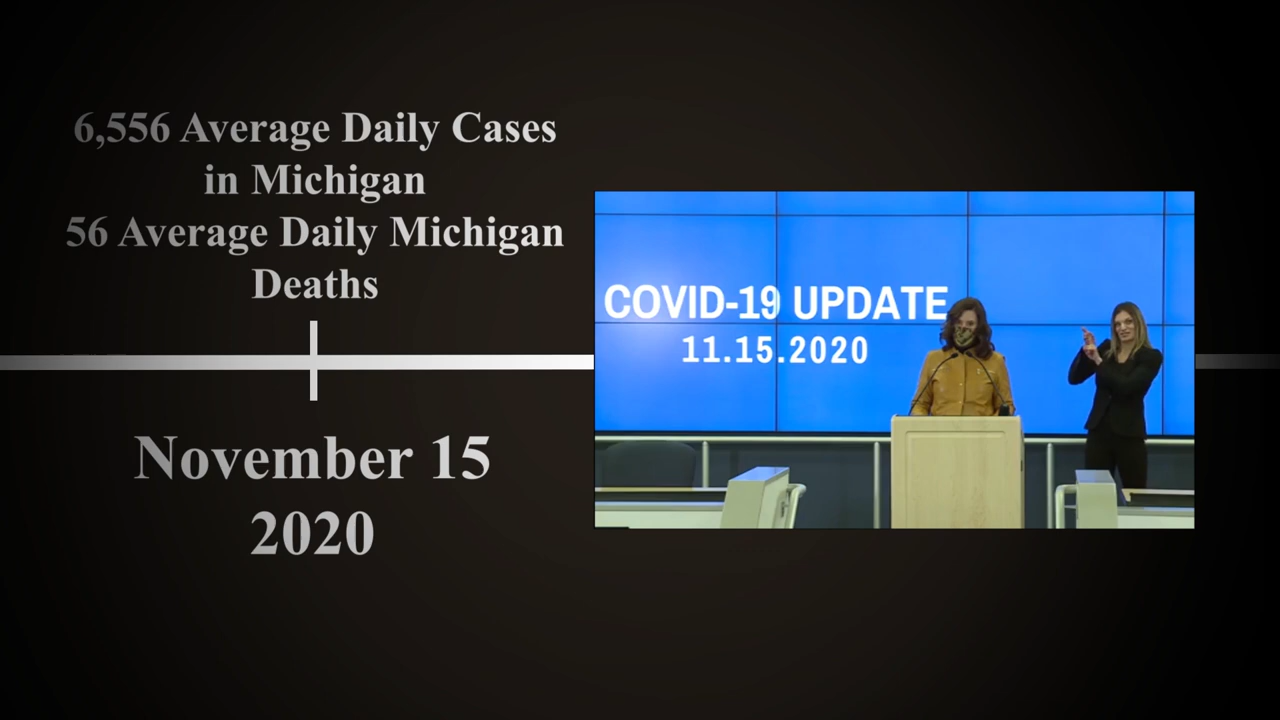 6,556 Average Daily Cases
in Michigan
56 Average Daily Michigan
Deaths
November 15
2020
COVID-19 UPDATE
11.15.2020